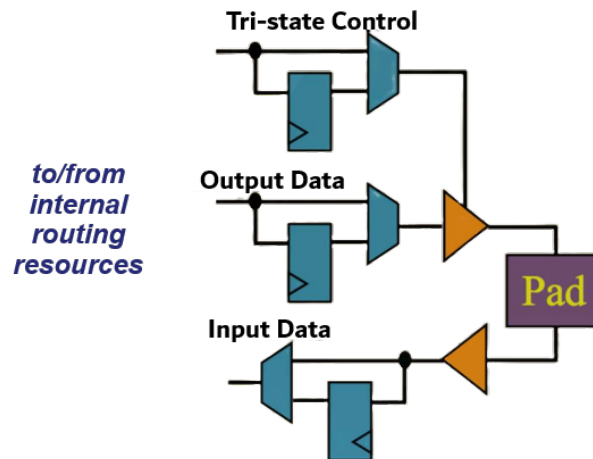 Tri-state Control
to/from
internal
routing
resources
Output Data
Pad
Input Data